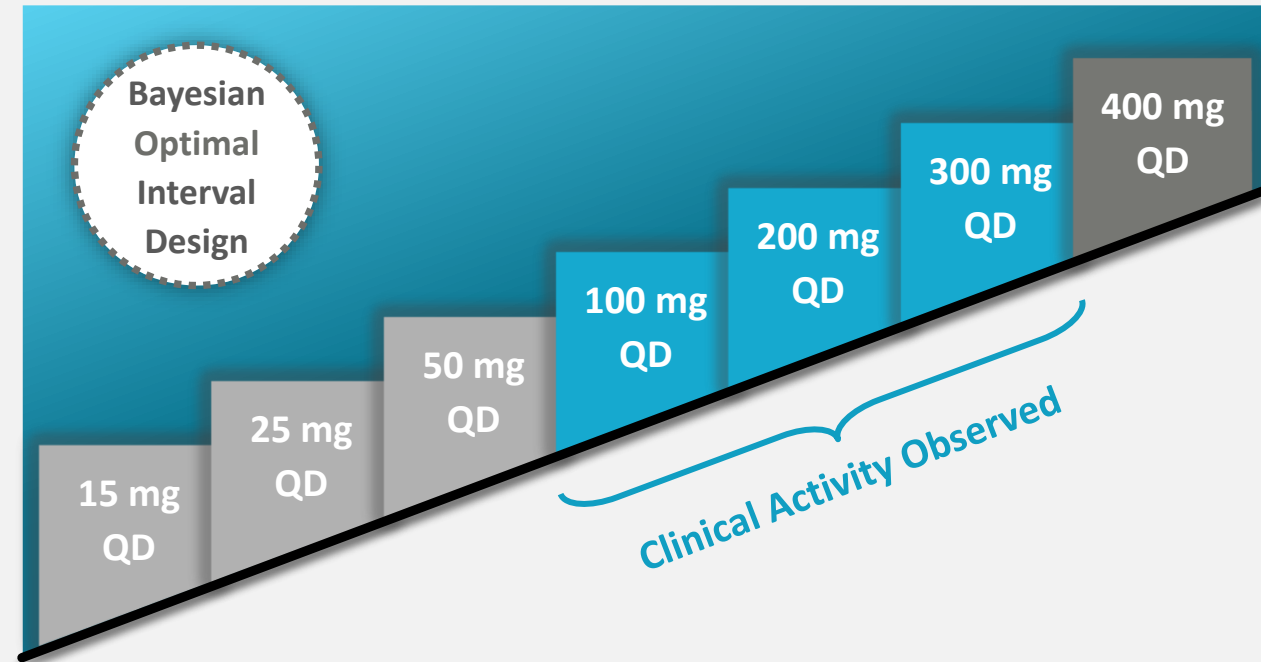 Bayesian
Optimal
Interval
Design
15 mg
QD
25 mg
QD
50 mg
QD
100 mg
QD
200 mg
QD
300 mg
QD
400 mg
QD
Clinical Activity Observed